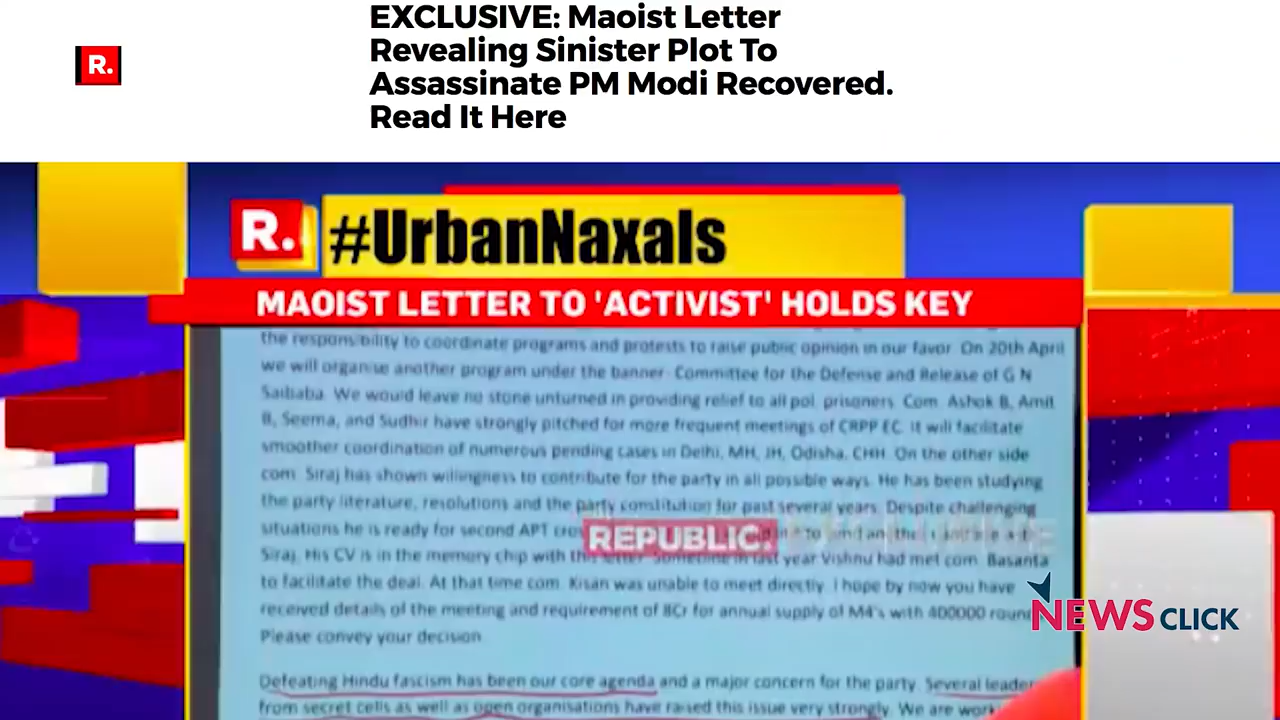 EXCLUSIVE: Maoist Letter
Revealing Sinister Plot To
Assassinate PM Modi Recovered.
Read It Here
R.
R.
#UrbanNaxals
MAOIST LETTER TO 'ACTIVIST' HOLDS KEY
the responsibility to coordinate programs and protests to raise public opinion in our favor. On 20th April
we will organise another program under the banner: Committee for the Defense and Release of G N
Saibaba. We would leave no stone unturned in providing relief to all pol. prisoners. Com. Ashok B, Amit
B, Seema, and Sudhir have strongly pitched for more frequent meetings of CRPP EC. It will facilitate
smoother coordination of numerous pending cases in Delhi, MH, JH, Odisha, CHH. On the other side
com. Siraj has shown willingness to contribute for the party in all possible ways. He has been studying
the party literature, resolutions and the party constitution for past several years. Despite challenging
situations he is ready for second APT
REPUBLIC.
Siraj. His CV is in the memory chip with this letter. Sometime in last year Vishnu had met com. Basanta
to facilitate the deal. At that time com. Kisan was unable to meet directly. I hope by now you have
received details of the meeting and requirement of 8Cr for annual supply of M4's with 400000
Please convey your decision.
NEWSCLICK
Defeating Hindu fascism has been our core agenda and a major concern for the party. Several
from secret cells as well as open organisations have raised this issue very strongly. We are